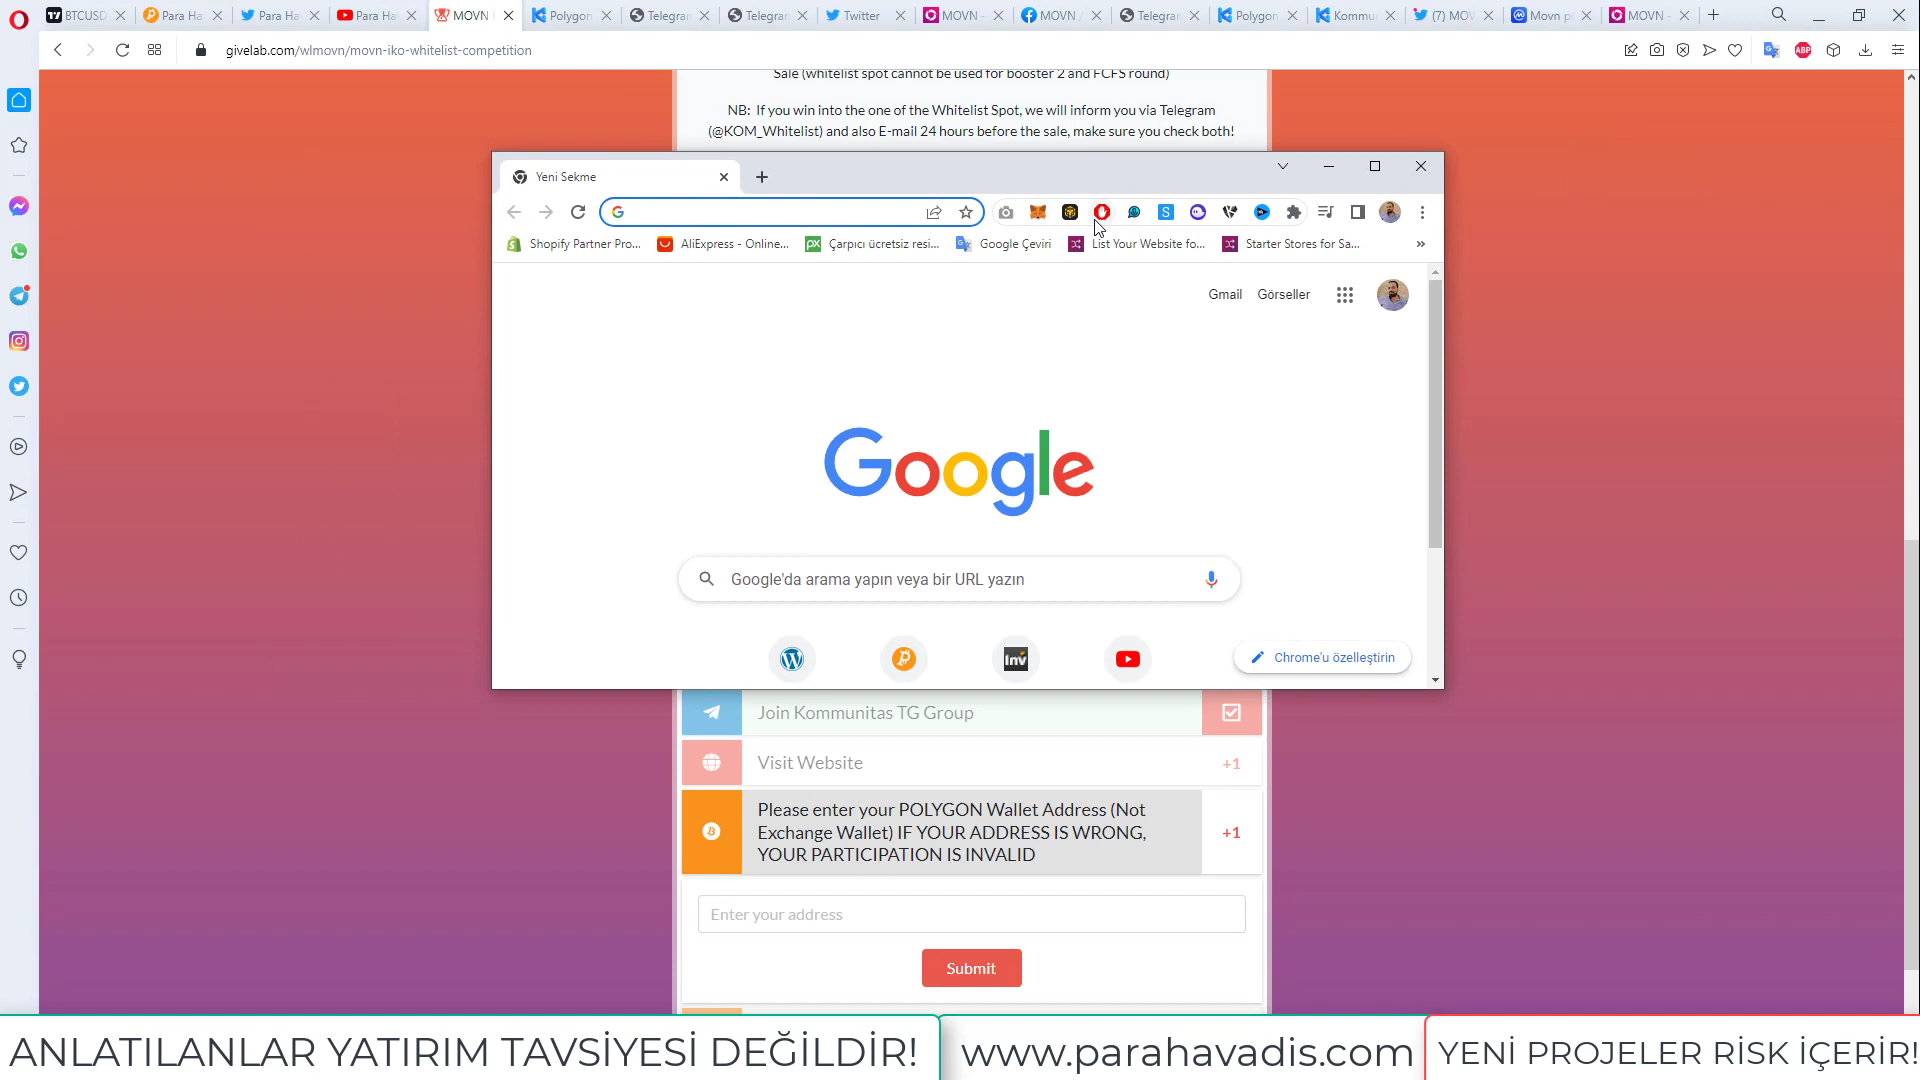 BTCUSD
Para Ha
Para Ha
Para Ha
MOVN
Polygon
Telegra
Telegra
Twitter
MOVN -
MOVN /
Telegra
Polygon
Kommu
(7) MO
Movn p
MOVN -
givelab.com/wlmovn/movn-iko-whitelist-competition
ABP
Sale (whitelist spot cannot be used for booster 2 and FCFS round)
NB: If you win into the one of the Whitelist Spot, we will inform you via Telegram
(@KOM_Whitelist) and also E-mail 24 hours before the sale, make sure you check both!
Yeni Sekme
Shopify Partner Pro...
AliExpress - Online...
Çarpıcı ücretsiz resi...
Google Çeviri
List Your Website fo...
Starter Stores for Sa...
Gmail
Görseller
Google
Google'da arama yapın veya bir URL yazın
Inv
Chrome'u özelleştirin
Join Kommunitas TG Group
Visit Website
+1
Please enter your POLYGON Wallet Address (Not
Exchange Wallet) IF YOUR ADDRESS IS WRONG,
YOUR PARTICIPATION IS INVALID
+1
Enter your address
Submit
ANLATILANLAR YATIRIM TAVSİYESİ DEĞİLDİR!
www.parahavadis.com
YENİ PROJELER RİSK İÇERİR!